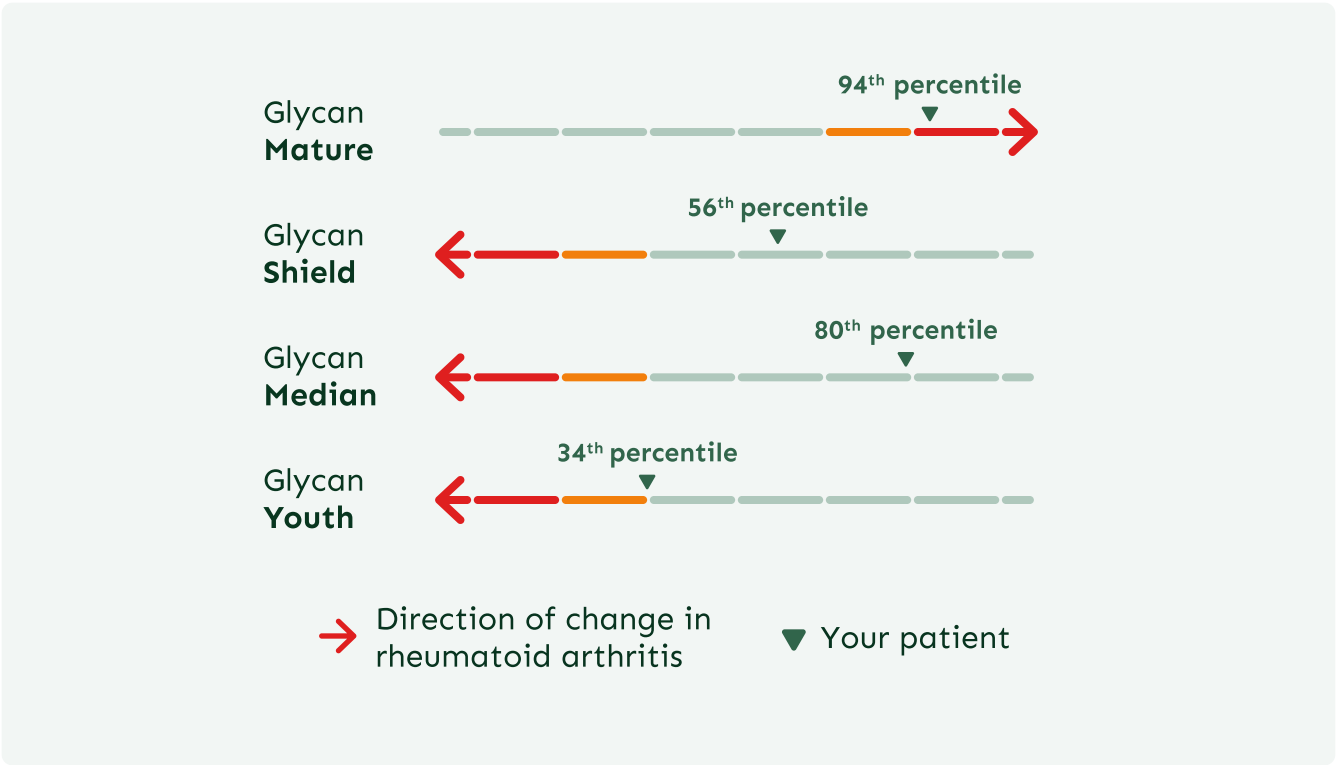 94th percentile
Glycan
Mature
56th percentile
Glycan
Shield
80th percentile
Glycan
Median
34th percentile
Glycan
Youth
Direction of change in
rheumatoid arthritis
Your patient